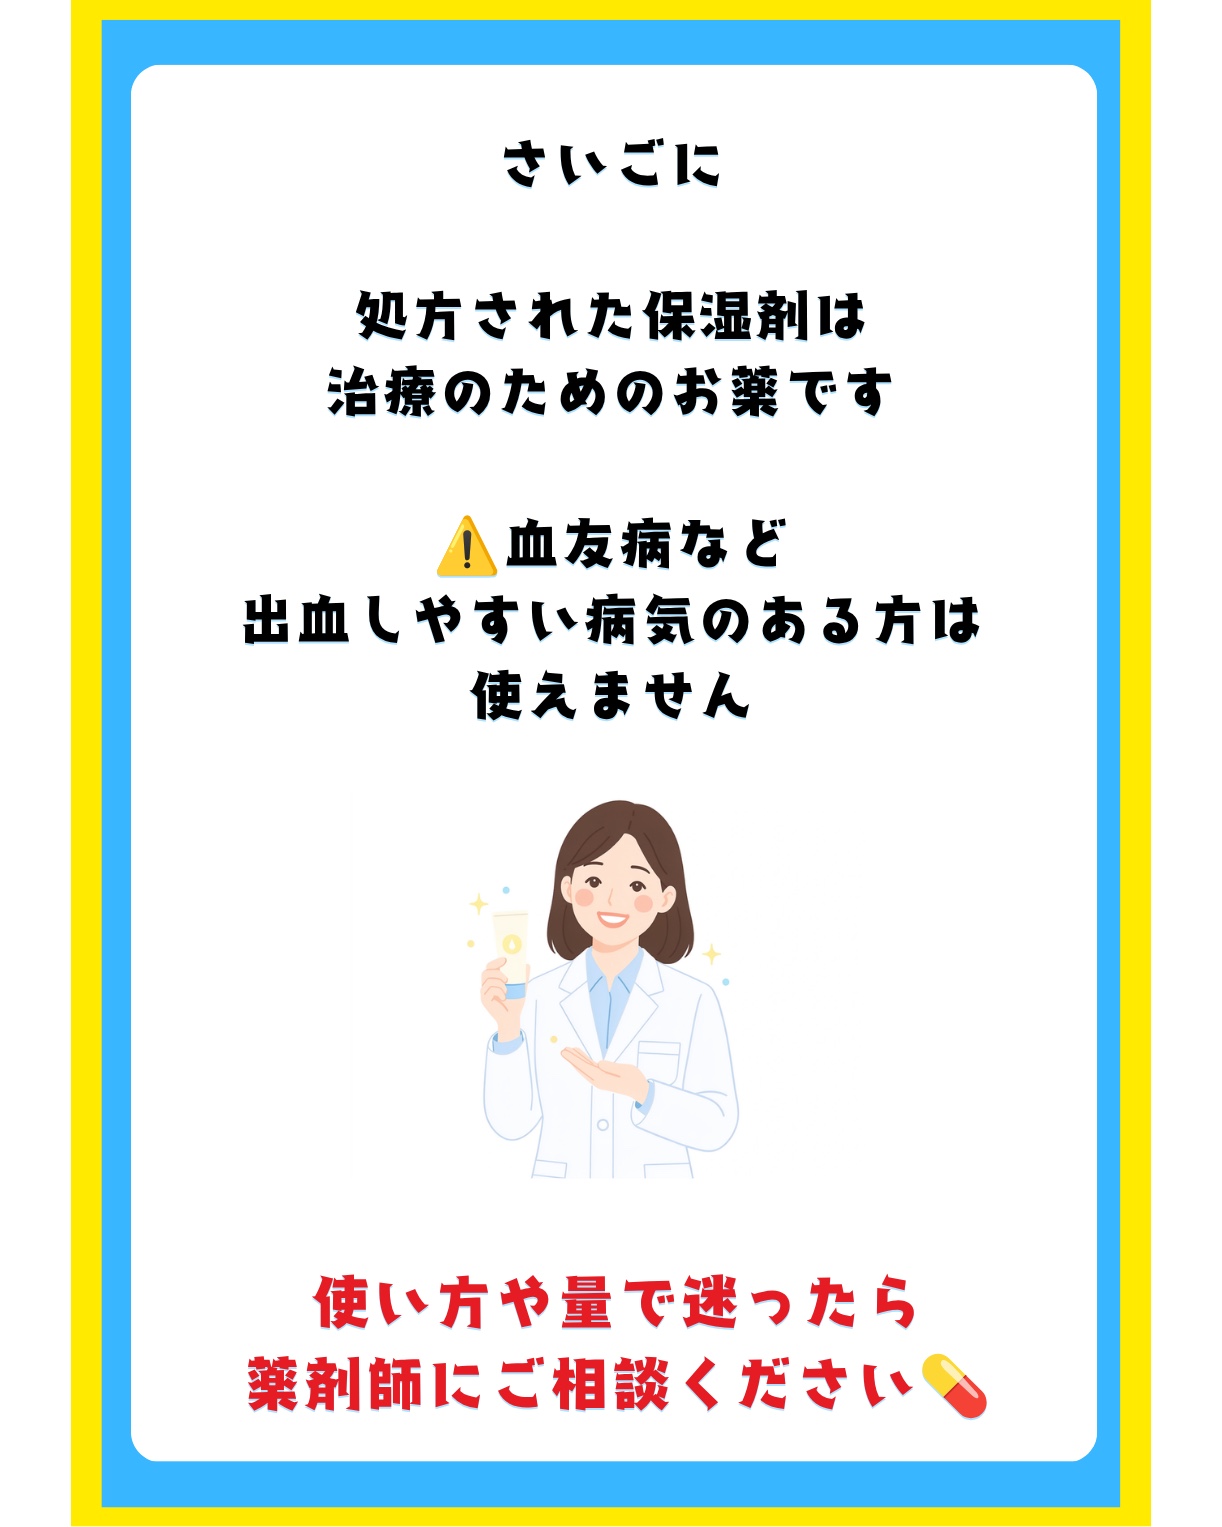 さいごに
処方された保湿剤は
治療のためのお薬です
⚠️血友病など
出血しやすい病気のある方は
使えません
使い方や量で迷ったら
薬剤師にご相談ください💊